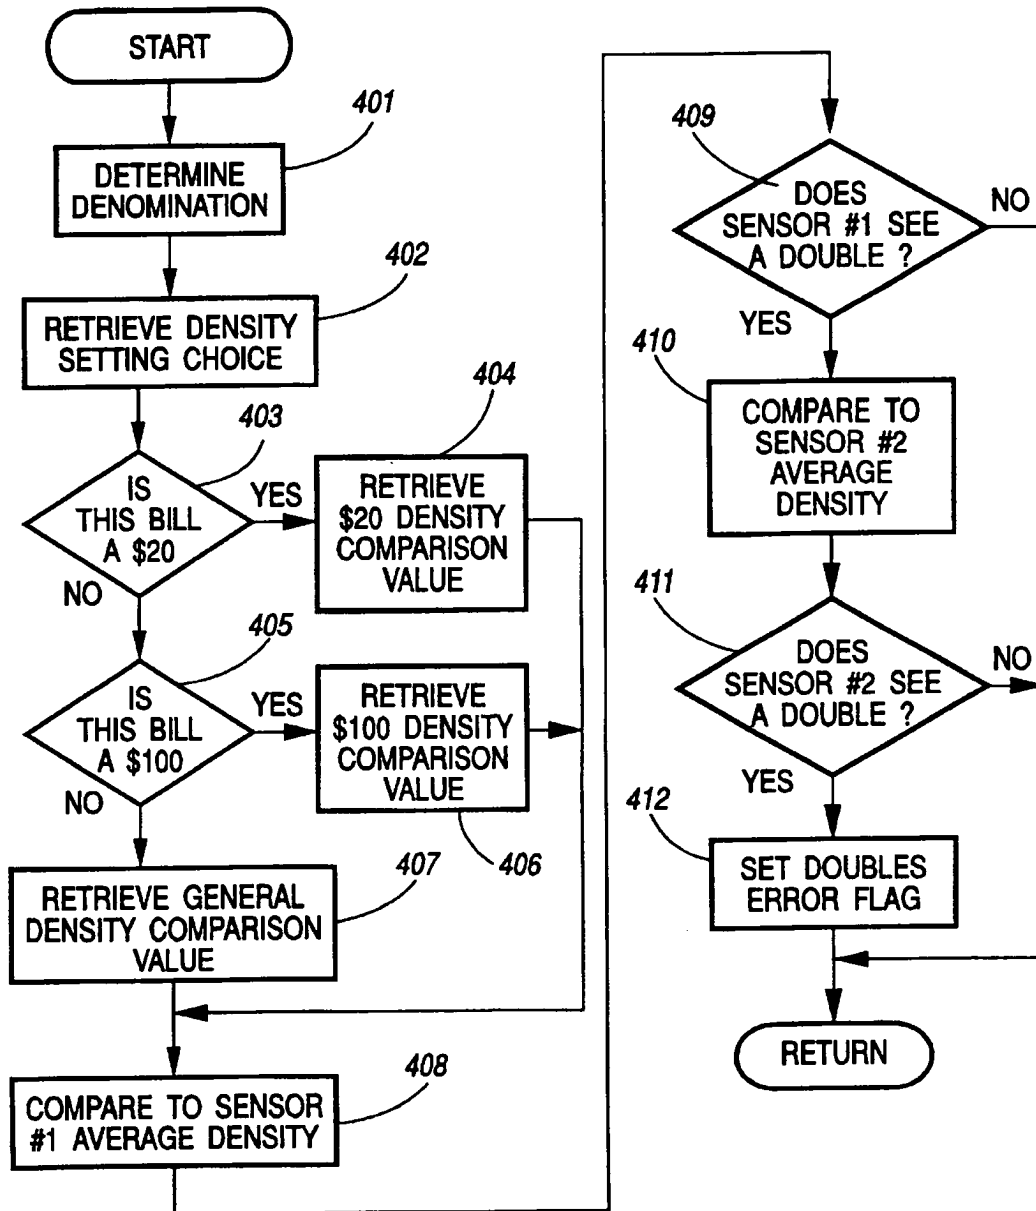 START
401
DETERMINE
DENOMINATION
402
RETRIEVE DENSITY
SETTING CHOICE
403
IS
THIS BILL
A $20
YES
NO
404
RETRIEVE
$20 DENSITY
COMPARISON
VALUE
405
IS
THIS BILL
A $100
YES
NO
RETRIEVE
$100 DENSITY
COMPARISON
VALUE
406
407
RETRIEVE GENERAL
DENSITY COMPARISON
VALUE
408
COMPARE TO SENSOR
#1 AVERAGE DENSITY
409
DOES
SENSOR #1 SEE
A DOUBLE ?
NO
YES
410
COMPARE TO
SENSOR #2
AVERAGE
DENSITY
411
DOES
SENSOR #2 SEE
A DOUBLE ?
NO
YES
412
SET DOUBLES
ERROR FLAG
RETURN